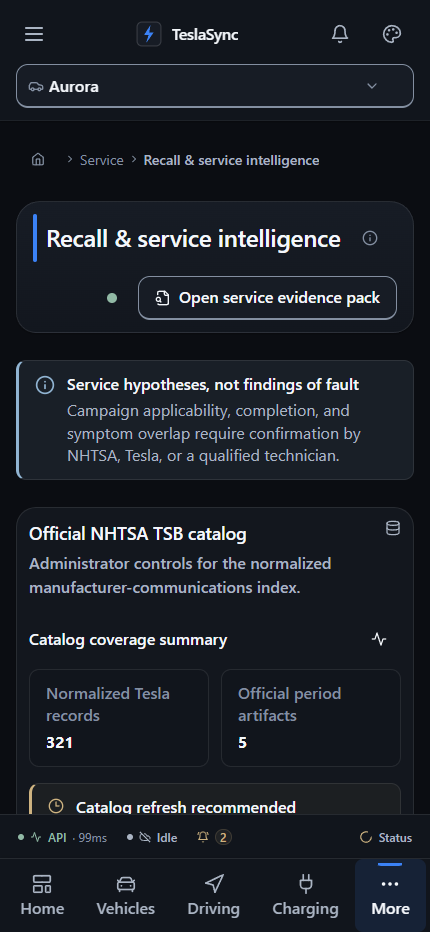 TeslaSync
Aurora
Service
Recall & service intelligence
Recall & service intelligence
Open service evidence pack
Service hypotheses, not findings of fault
Campaign applicability, completion, and
symptom overlap require confirmation by
NHTSA, Tesla, or a qualified technician.
Official NHTSA TSB catalog
Administrator controls for the normalized
manufacturer-communications index.
Catalog coverage summary
Normalized Tesla
records
321
Official period
artifacts
5
Catalog refresh recommended
API · 99ms
Idle
2
Status
Home
Vehicles
Driving
Charging
More